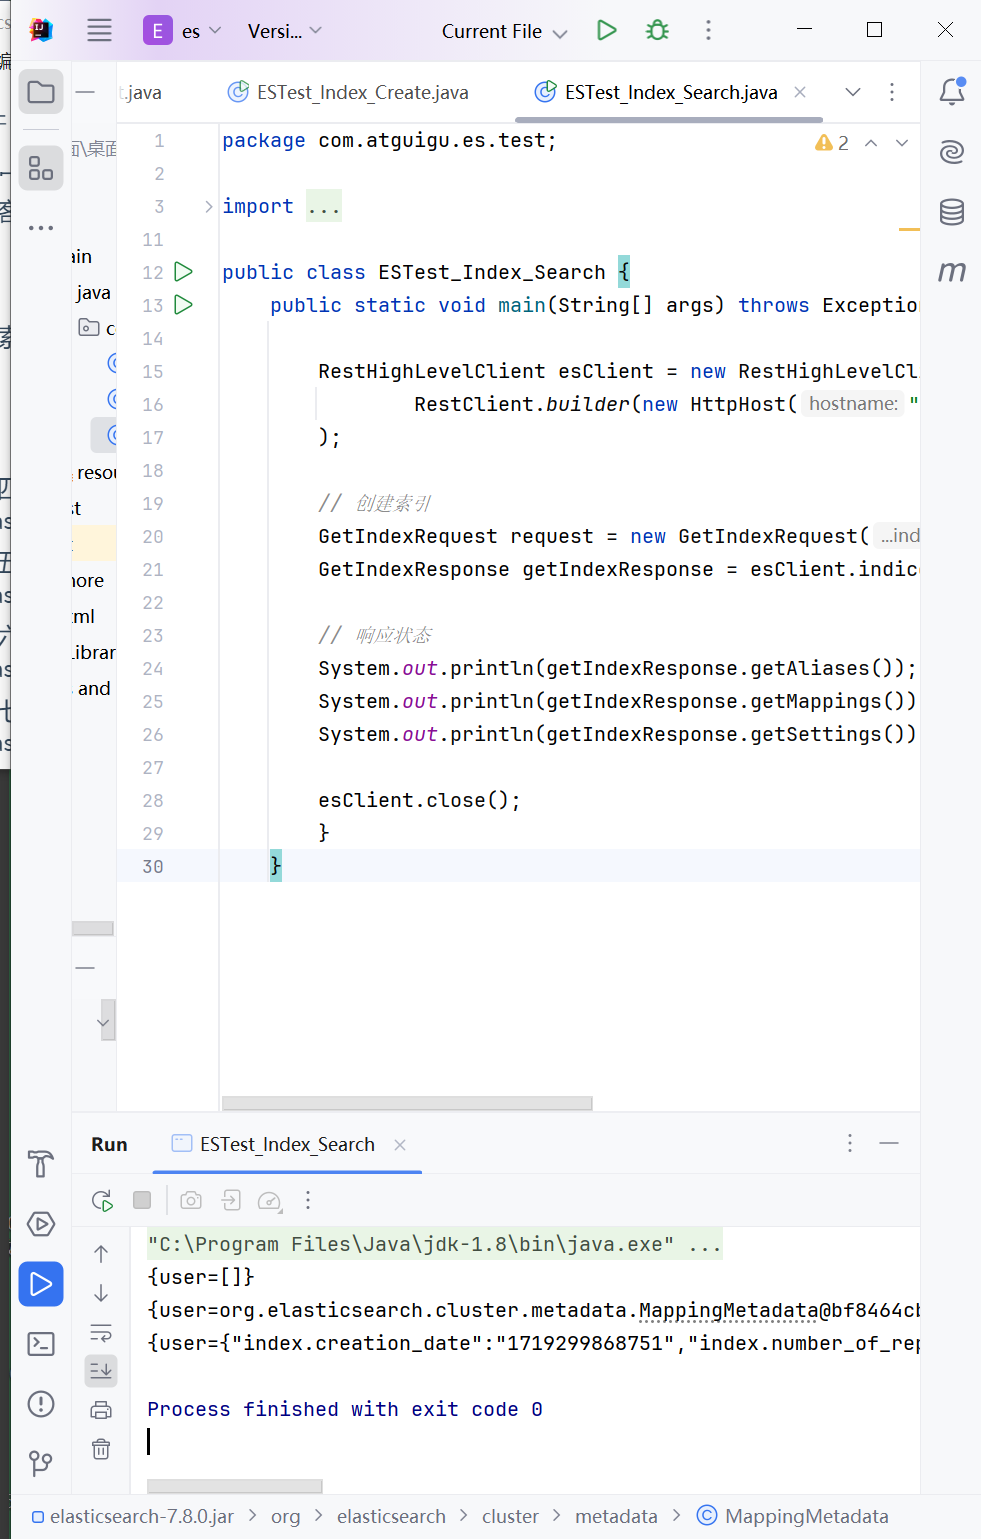 E es Versi... Current File
t.java ESTest_Index_Create.java ESTest_Index_Search.java
1 package com.atguigu.es.test; 2
2
3 import ...
11
12 public class ESTest_Index_Search {
13 public static void main(String[] args) throws Exceptio
14
15 RestHighLevelClient esClient = new RestHighLevelCl
16 RestClient.builder(new HttpHost( hostname: "
17 );
18
19 // 创建索引
20 GetIndexRequest request = new GetIndexRequest( ...ind
21 GetIndexResponse getIndexResponse = esClient.indic
22
23 // 响应状态
24 System.out.println(getIndexResponse.getAliases());
25 System.out.println(getIndexResponse.getMappings())
26 System.out.println(getIndexResponse.getSettings())
27
28 esClient.close();
29 }
30 }
面\桌面
ain
java
c
resou
st
t
nore
ml
Librar
and
Run ESTest_Index_Search
"C:\Program Files\Java\jdk-1.8\bin\java.exe" ...
{user=[]}
{user=org.elasticsearch.cluster.metadata.MappingMetadata@bf8464cb
{user={"index.creation_date":"1719299868751","index.number_of_rep
Process finished with exit code 0
elasticsearch-7.8.0.jar > org > elasticsearch > cluster > metadata > MappingMetadata